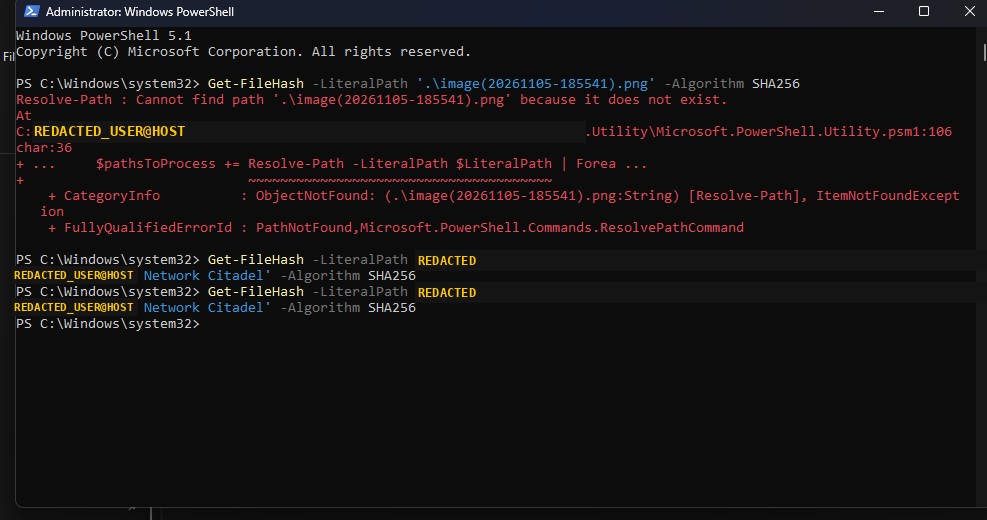 Administrator: Windows PowerShell
Windows PowerShell 5.1
Fil
Copyright (C) Microsoft Corporation. All rights reserved.
PS C:\Windows\system32> Get-FileHash -LiteralPath '.\image(20261105-185541).png' -Algorithm SHA256
Resolve-Path : Cannot find path '.\image(20261105-185541).png' because it does not exist.
At
C:REDACTED_USER@HOST .Utility\Microsoft.PowerShell.Utility.psm1:106
char:36
+ ...     $pathsToProcess += Resolve-Path -LiteralPath $LiteralPath | Forea ...
+                            ~~~~~~~~~~~~~~~~~~~~~~~~~~~~~~~~~~~~~~
    + CategoryInfo          : ObjectNotFound: (.\image(20261105-185541).png:String) [Resolve-Path], ItemNotFoundExcept
   ion
    + FullyQualifiedErrorId : PathNotFound,Microsoft.PowerShell.Commands.ResolvePathCommand
PS C:\Windows\system32> Get-FileHash -LiteralPath REDACTED
REDACTED_USER@HOST Network Citadel' -Algorithm SHA256
PS C:\Windows\system32> Get-FileHash -LiteralPath REDACTED
REDACTED_USER@HOST Network Citadel' -Algorithm SHA256
PS C:\Windows\system32>